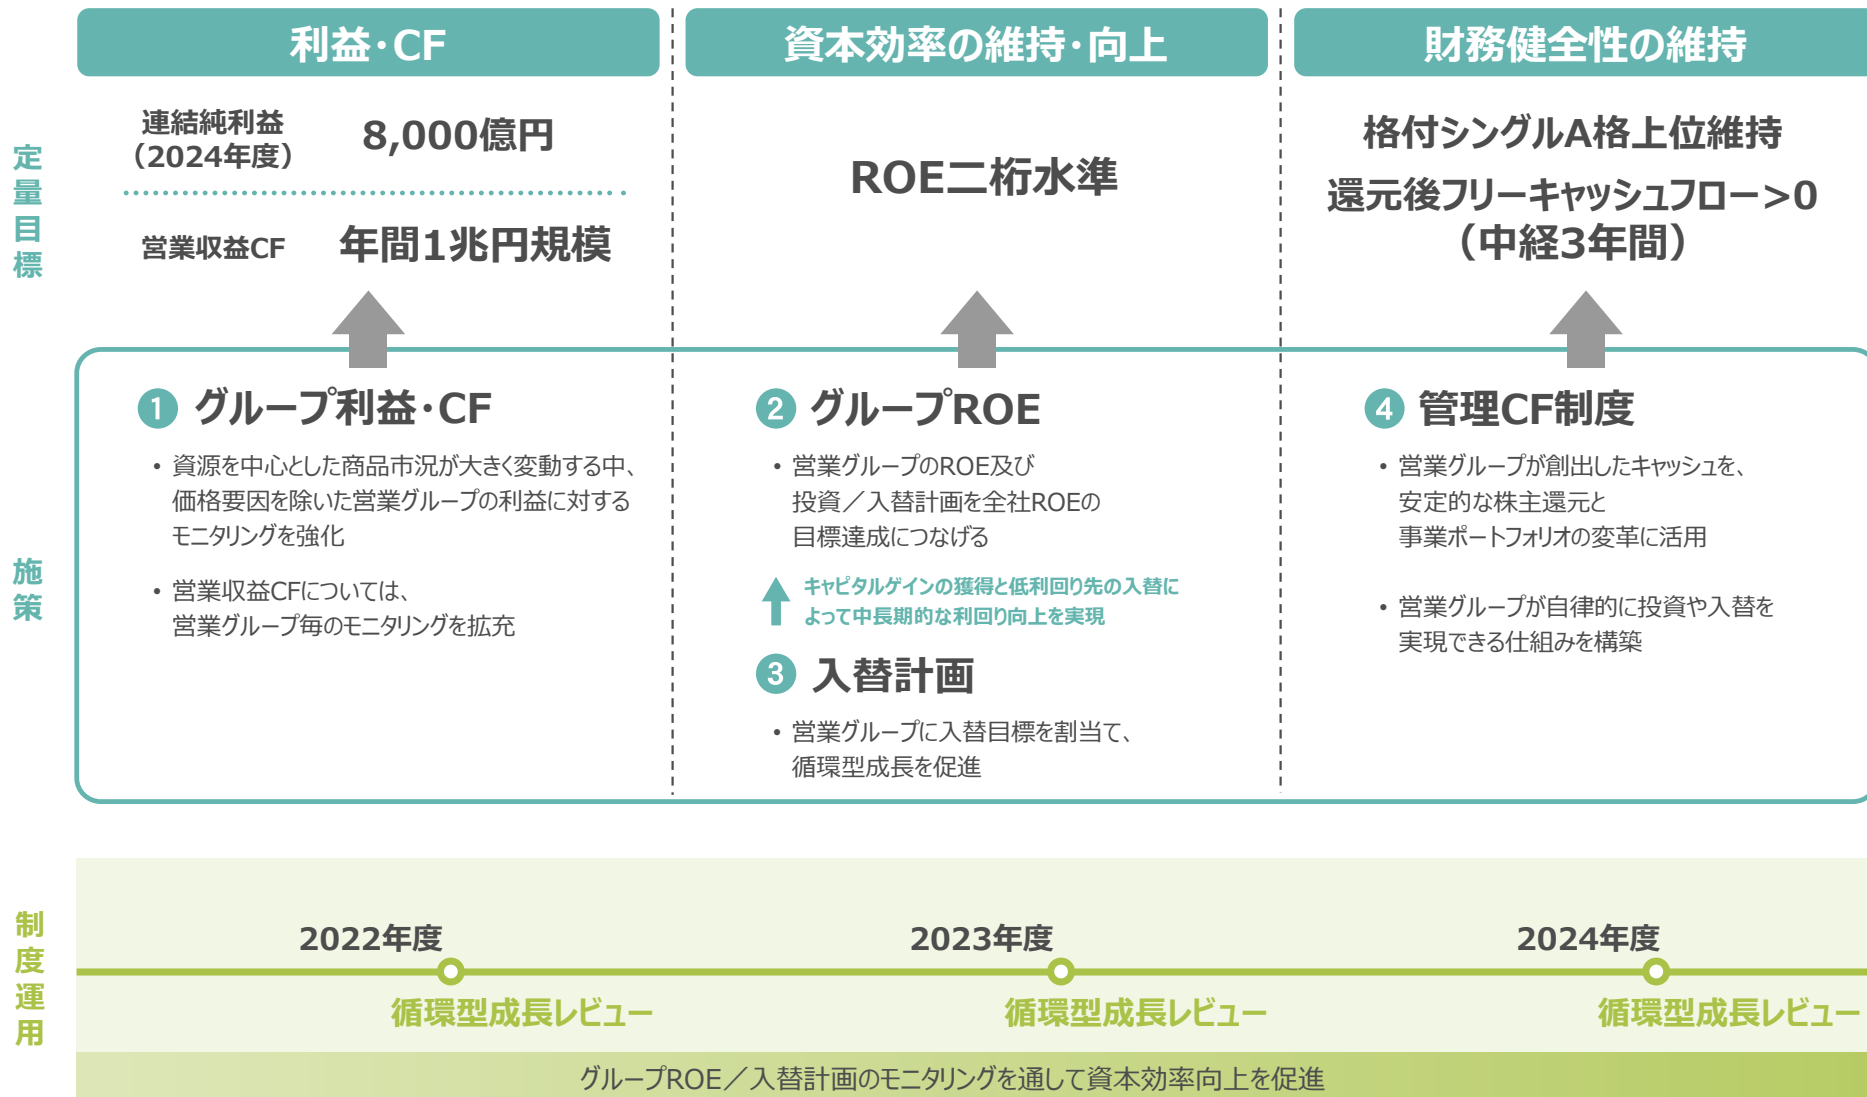 利益・CF
資本効率の維持・向上
財務健全性の維持
定量目標
連結純利益
（2024年度）
8,000億円
営業収益CF
年間1兆円規模
ROE二桁水準
格付シングルA格上位維持
還元後フリーキャッシュフロー>0
（中経3年間）
施策
1 グループ利益・CF
• 資源を中心とした商品市況が大きく変動する中、
価格要因を除いた営業グループの利益に対する
モニタリングを強化
• 営業収益CFについては、
営業グループ毎のモニタリングを拡充
2 グループROE
• 営業グループのROE及び
投資／入替計画を全社ROEの
目標達成につなげる
キャピタルゲインの獲得と低利回り先の入替に
よって中長期的な利回り向上を実現
3 入替計画
• 営業グループに入替目標を割当て、
循環型成長を促進
4 管理CF制度
• 営業グループが創出したキャッシュを、
安定的な株主還元と
事業ポートフォリオの変革に活用
• 営業グループが自律的に投資や入替を
実現できる仕組みを構築
制度運用
2022年度
2023年度
2024年度
循環型成長レビュー
循環型成長レビュー
循環型成長レビュー
グループROE／入替計画のモニタリングを通して資本効率向上を促進